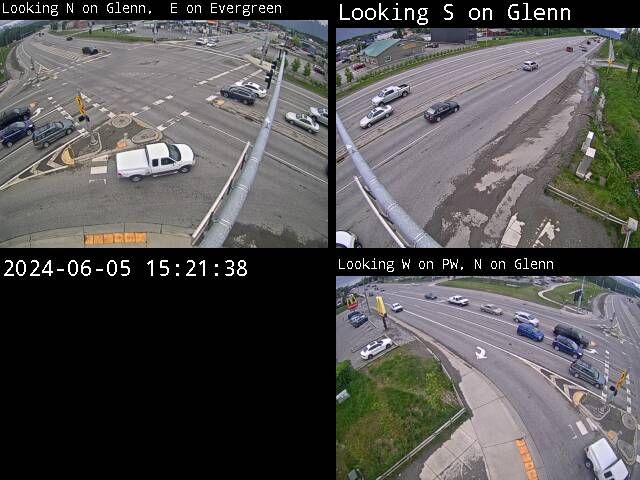 Looking N on Glenn, E on Evergreen
Looking S on Glenn
2024-06-05 15:21:38
Looking W on PW, N on Glenn